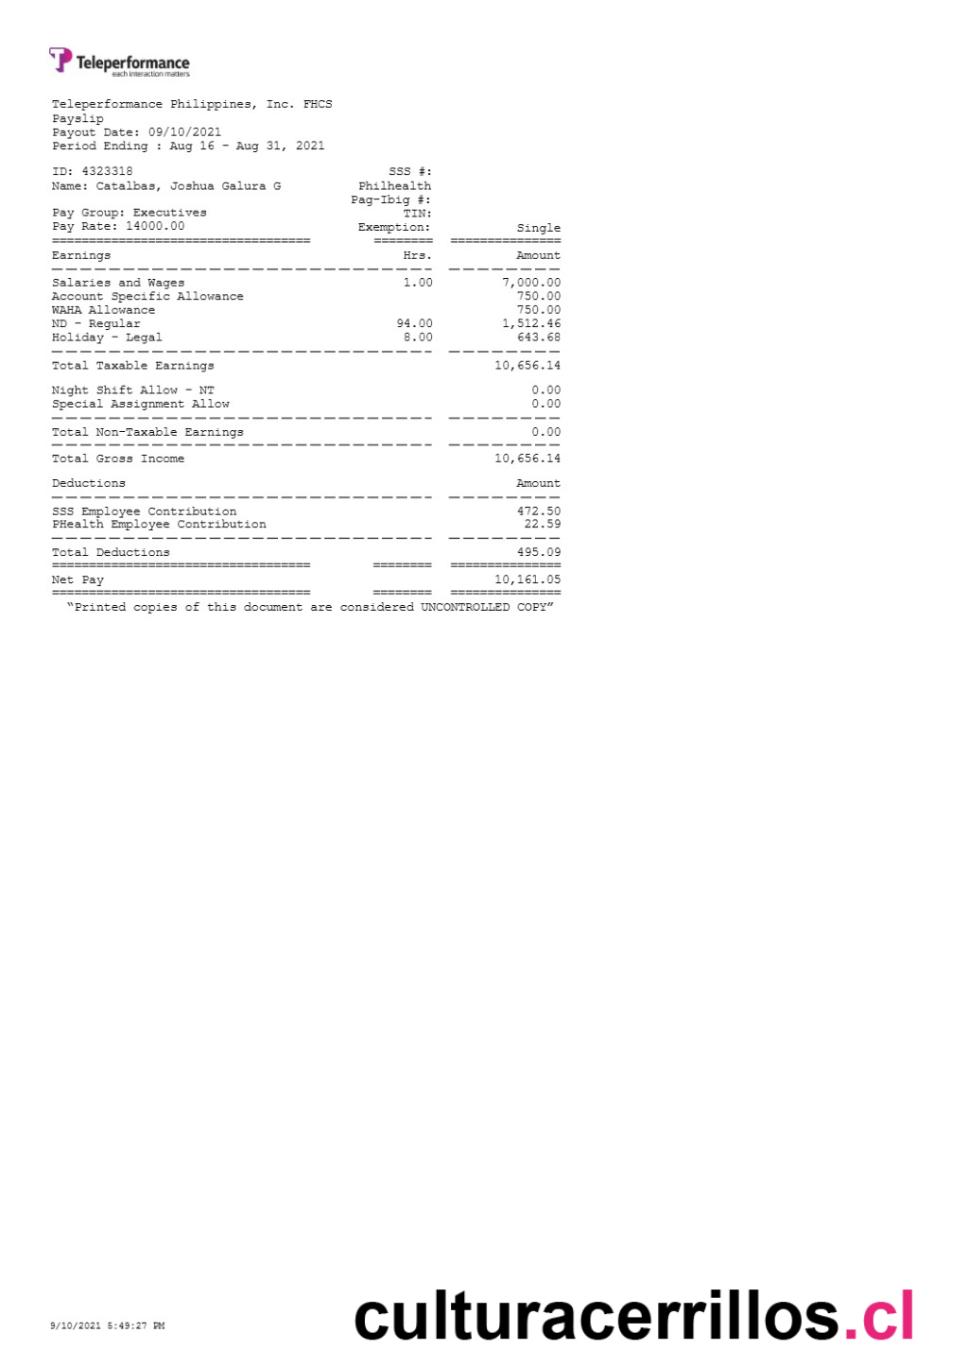 Teleperformance
each interaction matters
Teleperformance Philippines, Inc. FHCS
Payslip
Payout Date: 09/10/2021
Period Ending : Aug 16 - Aug 31, 2021
ID: 4323318 SSS #:
Name: Catalbas, Joshua Galura G Philhealth
Pag-Ibig #:
Pay Group: Executives TIN:
Pay Rate: 14000.00 Exemption: Single
Earnings Hrs. Amount
Salaries and Wages 1.00 7,000.00
Account Specific Allowance 750.00
WAHA Allowance 750.00
ND - Regular 94.00 1,512.46
Holiday - Legal 8.00 643.68
Total Taxable Earnings 10,656.14
Night Shift Allow - NT 0.00
Special Assignment Allow 0.00
Total Non-Taxable Earnings 0.00
Total Gross Income 10,656.14
Deductions Amount
SSS Employee Contribution 472.50
PHealth Employee Contribution 22.59
Total Deductions 495.09
Net Pay 10,161.05
“Printed copies of this document are considered UNCONTROLLED COPY”
9/10/2021 5:49:27 PM
culturacerrillos.cl